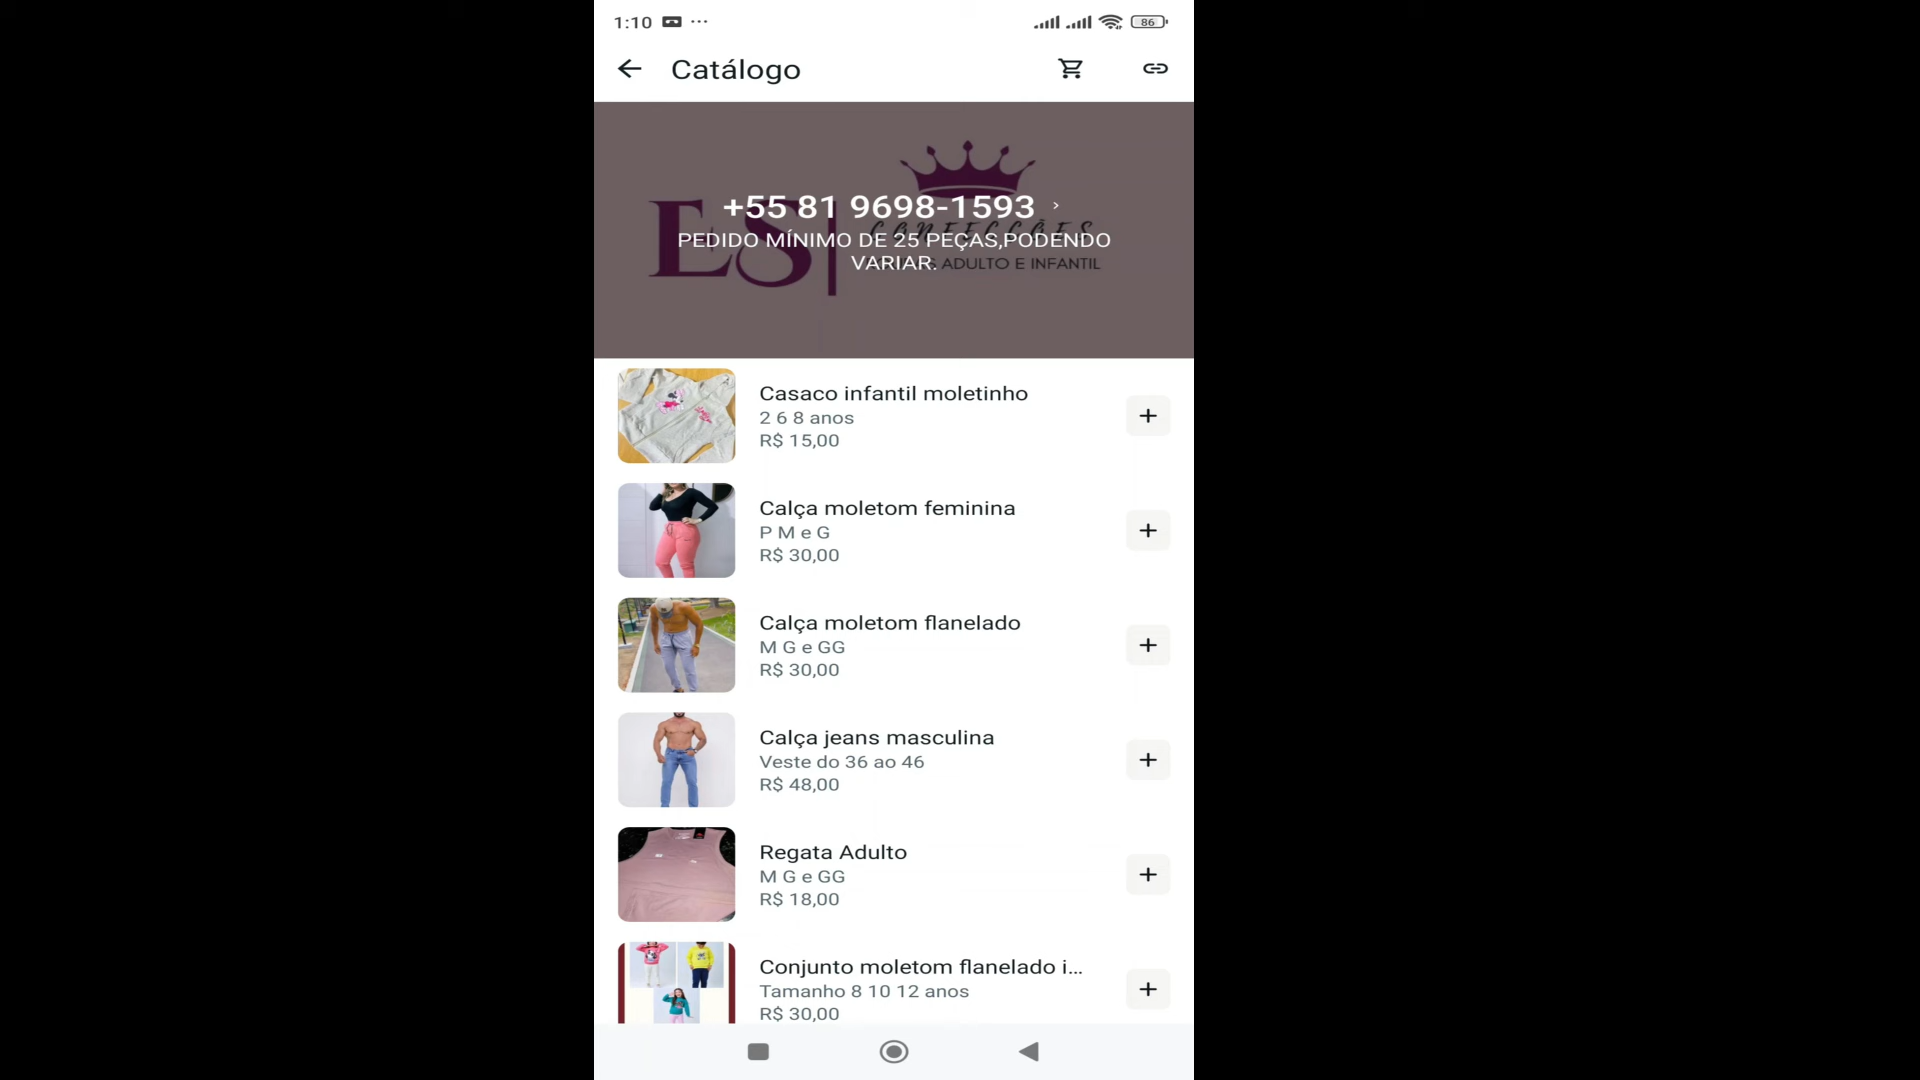 1:10
86
Catálogo
+55 81 9698-1593
ES
CONFECÇÕES
PEDIDO MÍNIMO DE 25 PEÇAS,PODENDO
VARIAR.
ADULTO E INFANTIL
Casaco infantil moletinho
2 6 8 anos
R$ 15,00
Calça moletom feminina
P M e G
R$ 30,00
Calça moletom flanelado
M G e GG
R$ 30,00
Calça jeans masculina
Veste do 36 ao 46
R$ 48,00
Regata Adulto
M G e GG
R$ 18,00
Conjunto moletom flanelado i...
Tamanho 8 10 12 anos
R$ 30,00